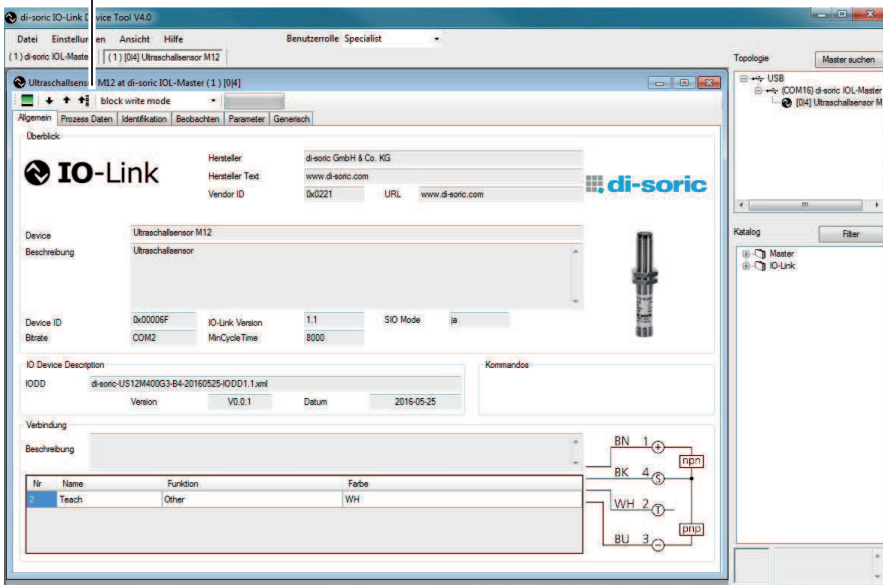 di-soric IO-Link Device Tool V4.0
Datei Einstellungen Ansicht Hilfe Benutzerrolle Specialist
(1) di-soric IOL-Master (1) [0|4] Ultraschallsensor M12
Ultraschallsensor M12 at di-soric IOL-Master (1) [0|4]
block write mode
Allgemein Prozess Daten Identifikation Beobachten Parameter Generisch
Überblick
IO-Link
Hersteller di-soric GmbH & Co. KG
Hersteller Text www.di-soric.com
Vendor ID 0x0221 URL www.di-soric.com
di-soric
Device Ultraschallsensor M12
Beschreibung Ultraschallsensor
Device ID 0x00006F IO-Link Version 1.1 SIO Mode ja
Bitrate COM2 MinCycleTime 8000
IO Device Description
IODD di-soric-US12M400G3-B4-20160525-IODD1.1.xml
Version V0.0.1 Datum 2016-05-25
Kommandos
Verbindung
Beschreibung
Nr Name Funktion Farbe
2 Teach Other WH
BN 1 +
npn
BK 4 S
WH 2 T
pnp
BU 3 −
Topologie Master suchen
USB
(COM16) di-soric IOL-Master
[0|4] Ultraschallsensor M
Katalog Filter
Master
IO-Link